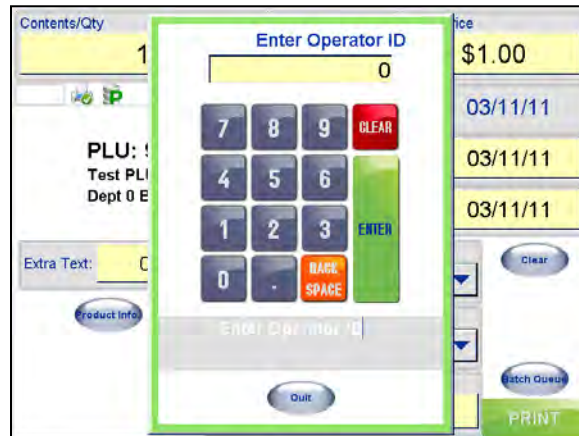 Contents/Qty
rice
Enter Operator ID
1
0
$1.00
P
03/11/11
7 8 9 CLEAR
PLU:
Test PLU
Dept 0
03/11/11
4 5 6
1 2 3 ENTER
03/11/11
Extra Text:
0 . BACK SPACE
Clear
Product Info.
Enter Operator ID
Batch Queue
Quit
PRINT